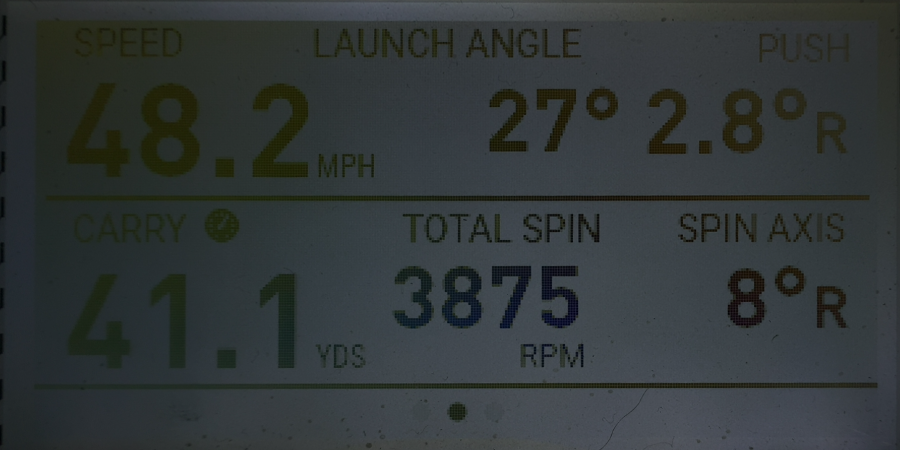 SPEED LAUNCH ANGLE PUSH
48.2 MPH 27° 2.8° R
CARRY TOTAL SPIN SPIN AXIS
41.1 YDS 3875 RPM 8° R